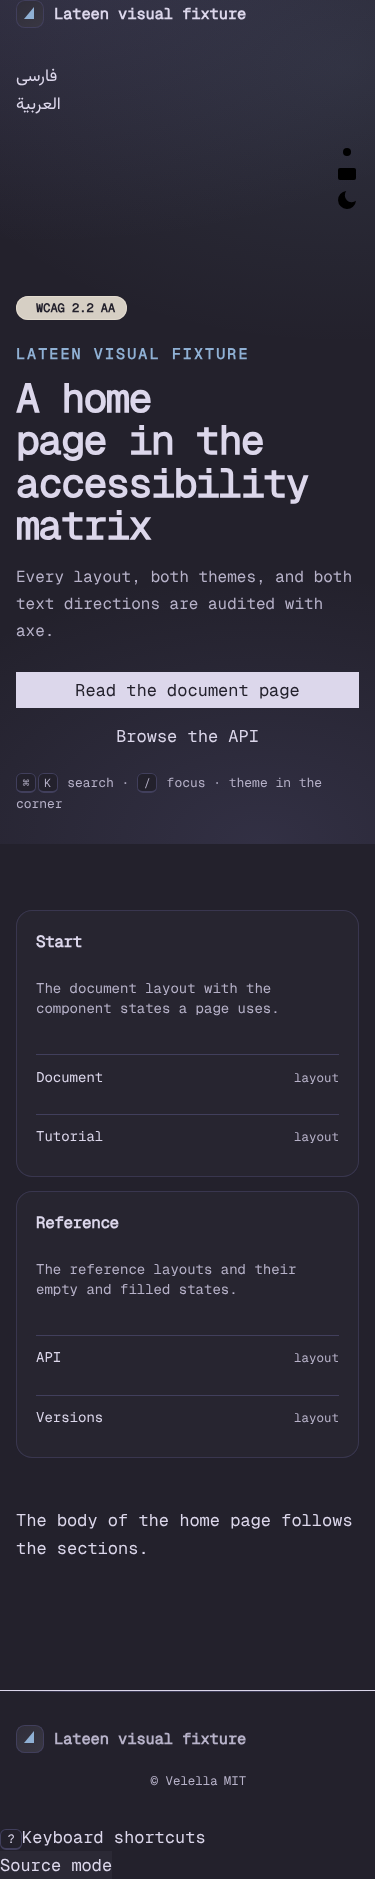 Lateen visual fixture
فارسی
العربية
WCAG 2.2 AA
LATEEN VISUAL FIXTURE
A home
page in the
accessibility
matrix
Every layout, both themes, and both
text directions are audited with
axe.
Read the document page
Browse the API
⌘ K search · / focus · theme in the
corner
Start
The document layout with the
component states a page uses.
Document layout
Tutorial layout
Reference
The reference layouts and their
empty and filled states.
API layout
Versions layout
The body of the home page follows
the sections.
Lateen visual fixture
© Velella MIT
? Keyboard shortcuts
Source mode